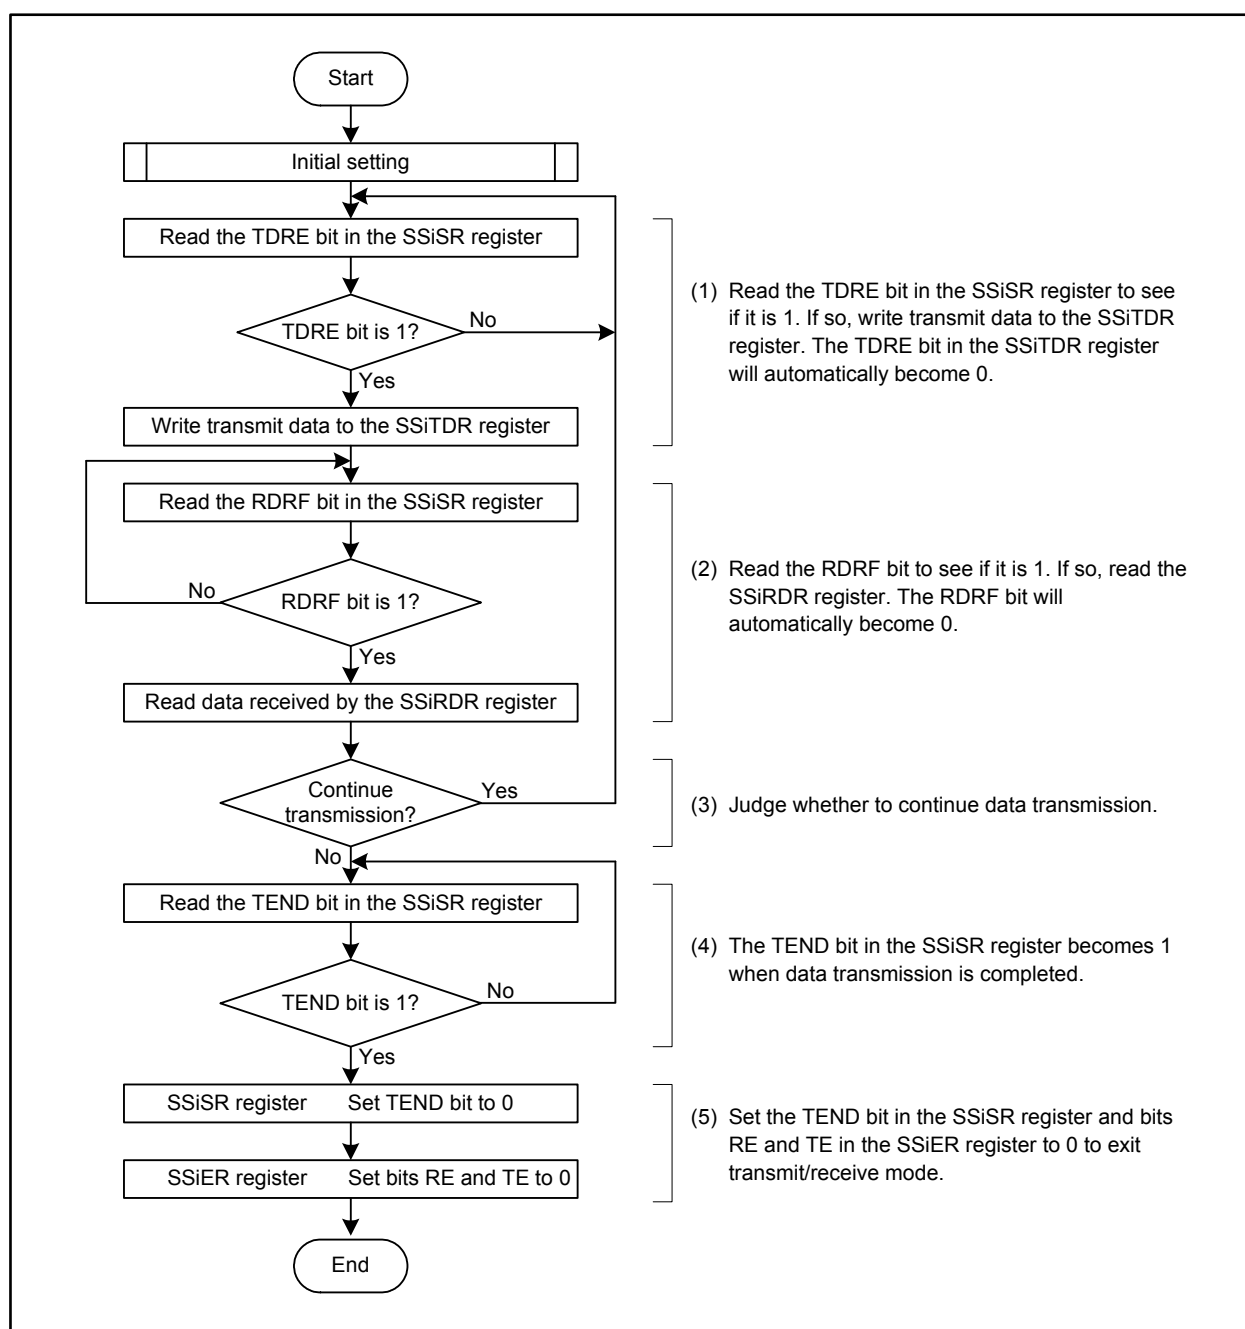 Start
Initial setting
Read the TDRE bit in the SSiSR register
TDRE bit is 1?
No
Yes
Write transmit data to the SSiTDR register
(1) Read the TDRE bit in the SSiSR register to see
if it is 1. If so, write transmit data to the SSiTDR
register. The TDRE bit in the SSiTDR register
will automatically become 0.
Read the RDRF bit in the SSiSR register
No
RDRF bit is 1?
Yes
Read data received by the SSiRDR register
(2) Read the RDRF bit to see if it is 1. If so, read the
SSiRDR register. The RDRF bit will
automatically become 0.
Continue
transmission?
Yes
No
(3) Judge whether to continue data transmission.
Read the TEND bit in the SSiSR register
TEND bit is 1?
No
Yes
(4) The TEND bit in the SSiSR register becomes 1
when data transmission is completed.
SSiSR register Set TEND bit to 0
SSiER register Set bits RE and TE to 0
(5) Set the TEND bit in the SSiSR register and bits
RE and TE in the SSiER register to 0 to exit
transmit/receive mode.
End